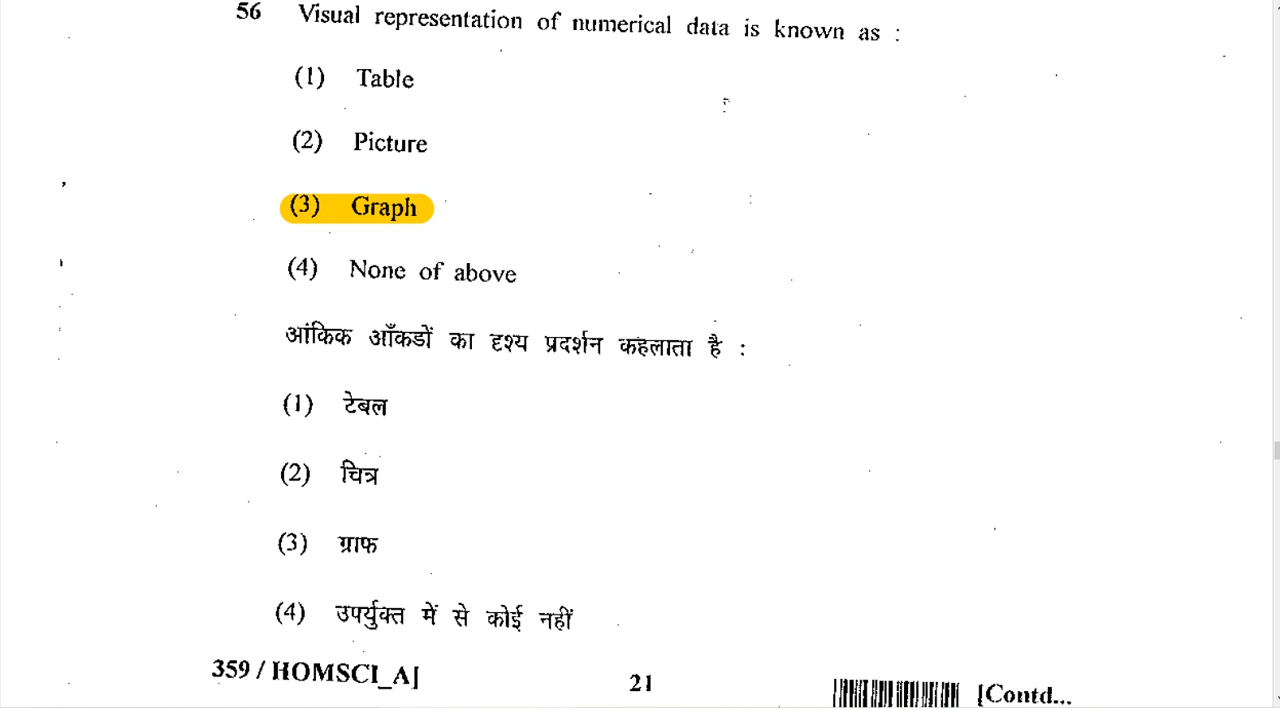 56 Visual representation of numerical data is known as :
(1) Table
(2) Picture
(3) Graph
(4) None of above
आंकिक आँकडों का दृश्य प्रदर्शन कहलाता है :
(1) टेबल
(2) चित्र
(3) ग्राफ
(4) उपर्युक्त में से कोई नहीं
359 / HOMSCI_A] 21 [Contd...